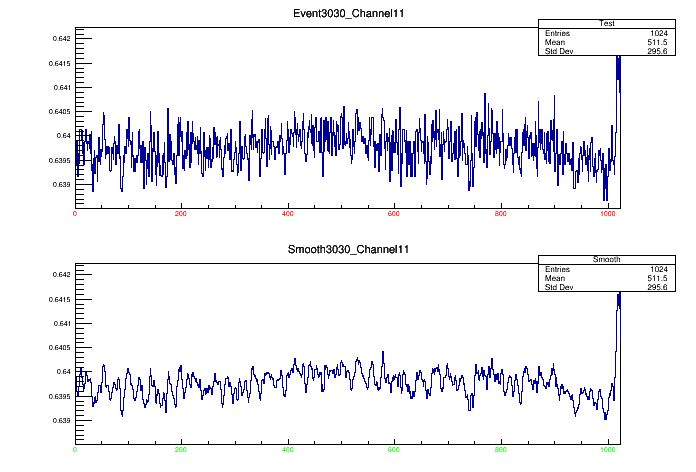 Event3030_Channel11
Test
Entries 1024
Mean 511.5
Std Dev 295.6
0.642
0.6415
0.641
0.6405
0.64
0.6395
0.639
0 200 400 600 800 1000
Smooth3030_Channel11
Smooth
Entries 1024
Mean 511.5
Std Dev 295.6
0.642
0.6415
0.641
0.6405
0.64
0.6395
0.639
0 200 400 600 800 1000